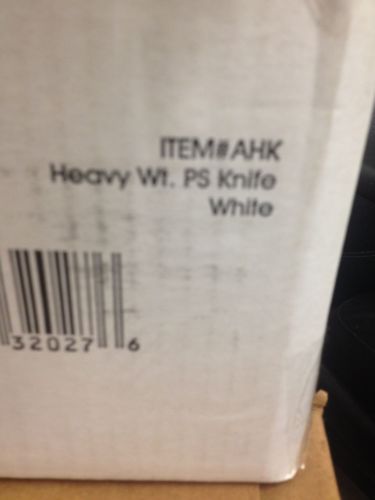 ITEM#AHK
Heavy Wt. PS Knife
White
32027 6